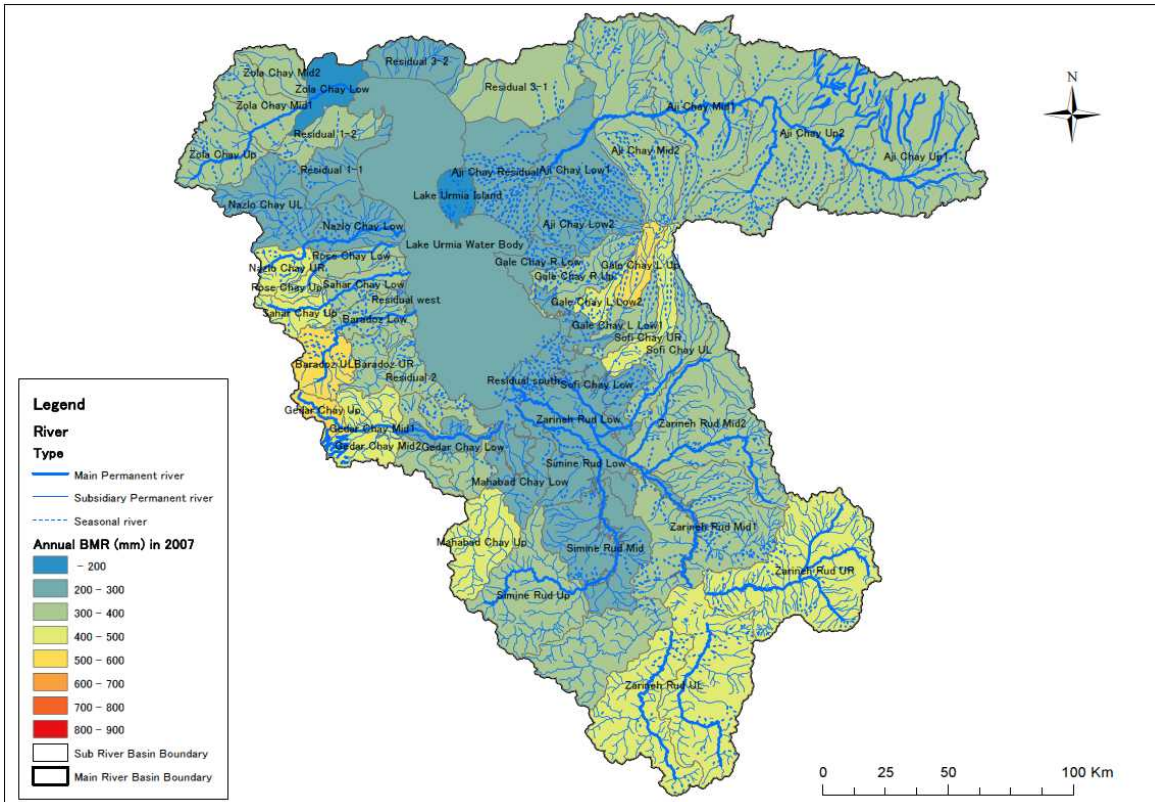 Zola Chay Mid2
Residual 3-2
Zola Chay Low
Residual 3-1
N
Zola Chay Mid1
Aji Chay Mid1
Residual 1-2
Aji Chay Up2
Zola Chay Up
Aji Chay Mid2
Aji Chay Up1
Residual 1-1
Aji Chay Residual
Aji Chay Low1
Lake Urmia Island
Nazlo Chay UL
Nazlo Chay Low
Aji Chay Low2
Lake Urmia Water Body
Rose Chay Low
Gale Chay R Low
Gale Chay L Up
Nazlo Chay UR
Gale Chay R Up
Rose Chay Up
Sahar Chay Low
Residual west
Gale Chay L Low2
Sahar Chay Up
Baradoz Low
Gale Chay L Low1
Sofi Chay UR
Sofi Chay UL
Baradoz UL
Baradoz UR
Residual 2
Residual south
Sofi Chay Low
Gedar Chay Up
Zarineh Rud Low
Zarineh Rud Mid2
Gedar Chay Mid1
Gedar Chay Mid2
Gedar Chay Low
Simine Rud Low
Mahabad Chay Low
Zarineh Rud Mid1
Mahabad Chay Up
Simine Rud Mid
Zarineh Rud UR
Simine Rud Up
Zarineh Rud UL
Legend
River
Type
Main Permanent river
Subsidiary Permanent river
Seasonal river
Annual BMR (mm) in 2007
- 200
200 - 300
300 - 400
400 - 500
500 - 600
600 - 700
700 - 800
800 - 900
Sub River Basin Boundary
Main River Basin Boundary
0 25 50 100 Km